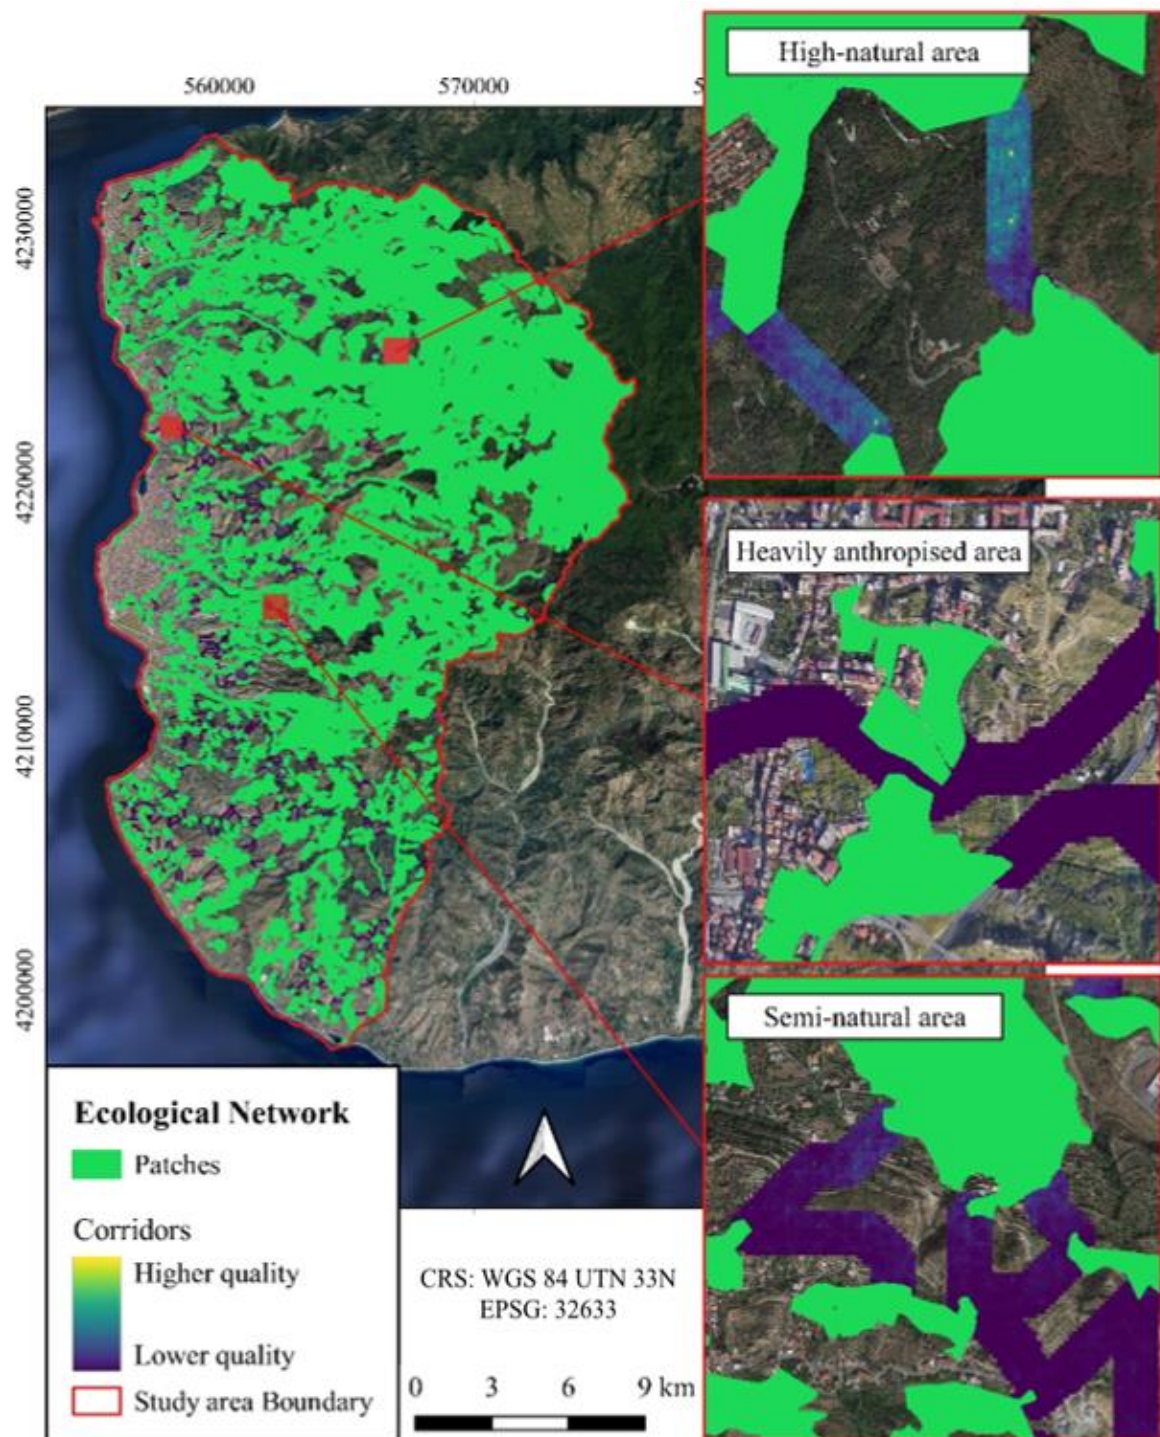 560000
570000
High-natural area
4230000
4220000
4210000
4200000
Heavily anthropised area
Semi-natural area
Ecological Network
Patches
Corridors
Higher quality
Lower quality
Study area Boundary
CRS: WGS 84 UTN 33N
EPSG: 32633
0 3 6 9 km